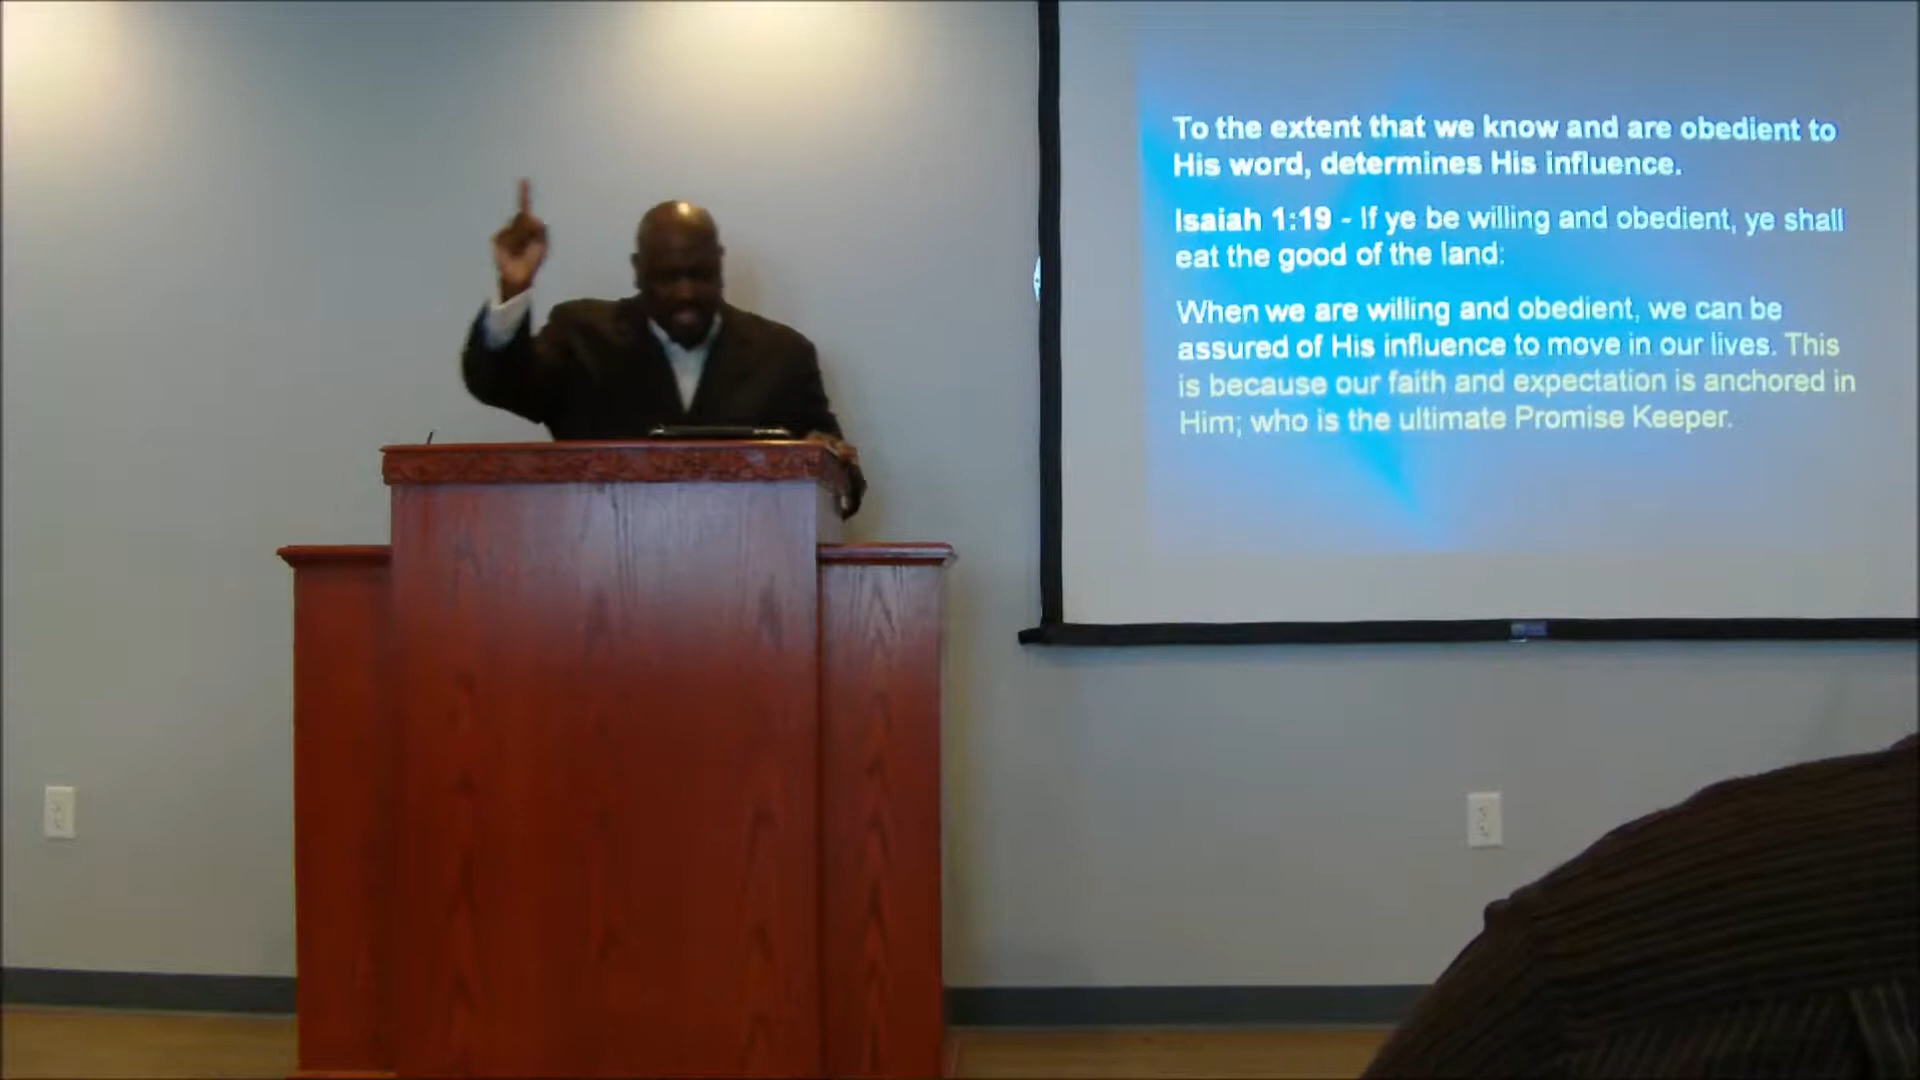 To the extent that we know and are obedient to
His word, determines His influence.
Isaiah 1:19 - If ye be willing and obedient, ye shall
eat the good of the land:
When we are willing and obedient, we can be
assured of His influence to move in our lives. This
is because our faith and expectation is anchored in
Him; who is the ultimate Promise Keeper.